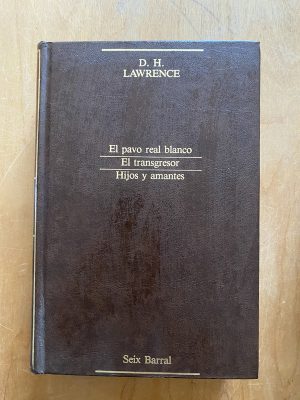 D. H.
LAWRENCE
El pavo real blanco
El transgresor
Hijos y amantes
Seix Barral